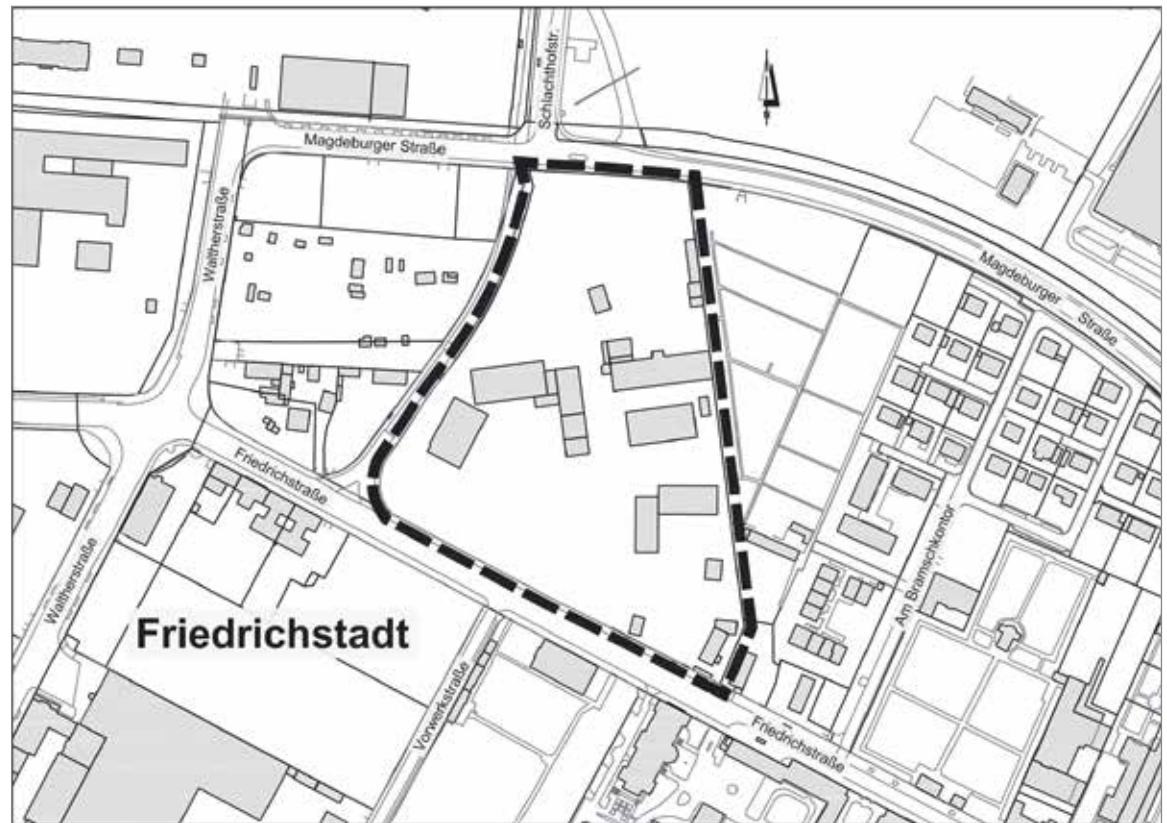 Schlachthofstr.
Magdeburger Straße
Waltherstraße
Magdeburger
Straße
Friedrichstraße
Am Bramschkontor
Waltherstraße
Friedrichstadt
Vorwerkstraße
Friedrichstraße